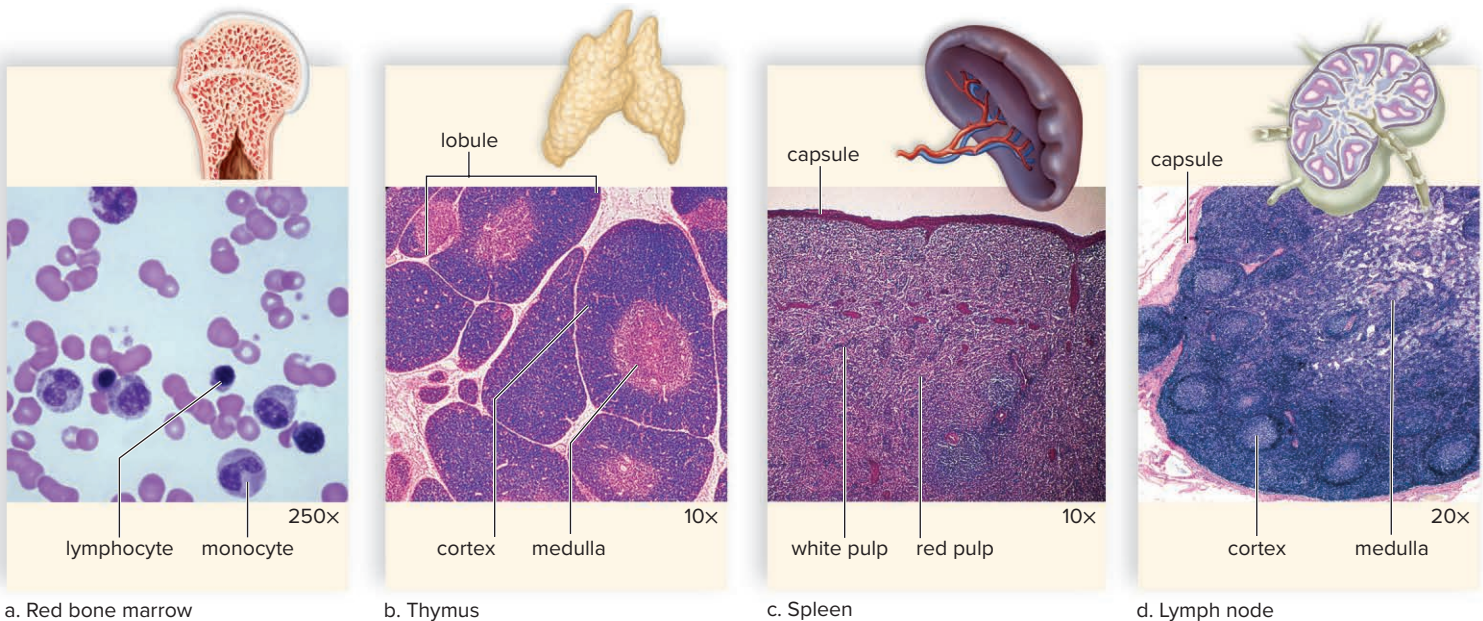 lobule
capsule
capsule
250×
10×
10×
20×
lymphocyte monocyte
cortex medulla
white pulp red pulp
cortex medulla
a. Red bone marrow
b. Thymus
c. Spleen
d. Lymph node